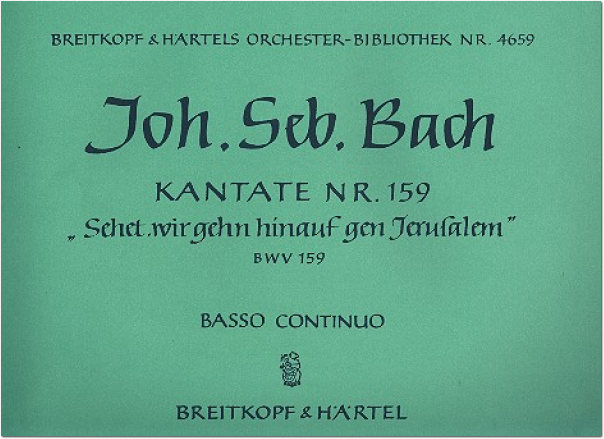 BREITKOPF & HÄRTELS ORCHESTER-BIBLIOTHEK NR. 4659
Joh. Seb. Bach
KANTATE NR. 159
„Sehet, wir gehn hinauf gen Jeruſalem”
BWV 159
BASSO CONTINUO
BREITKOPF & HÄRTEL